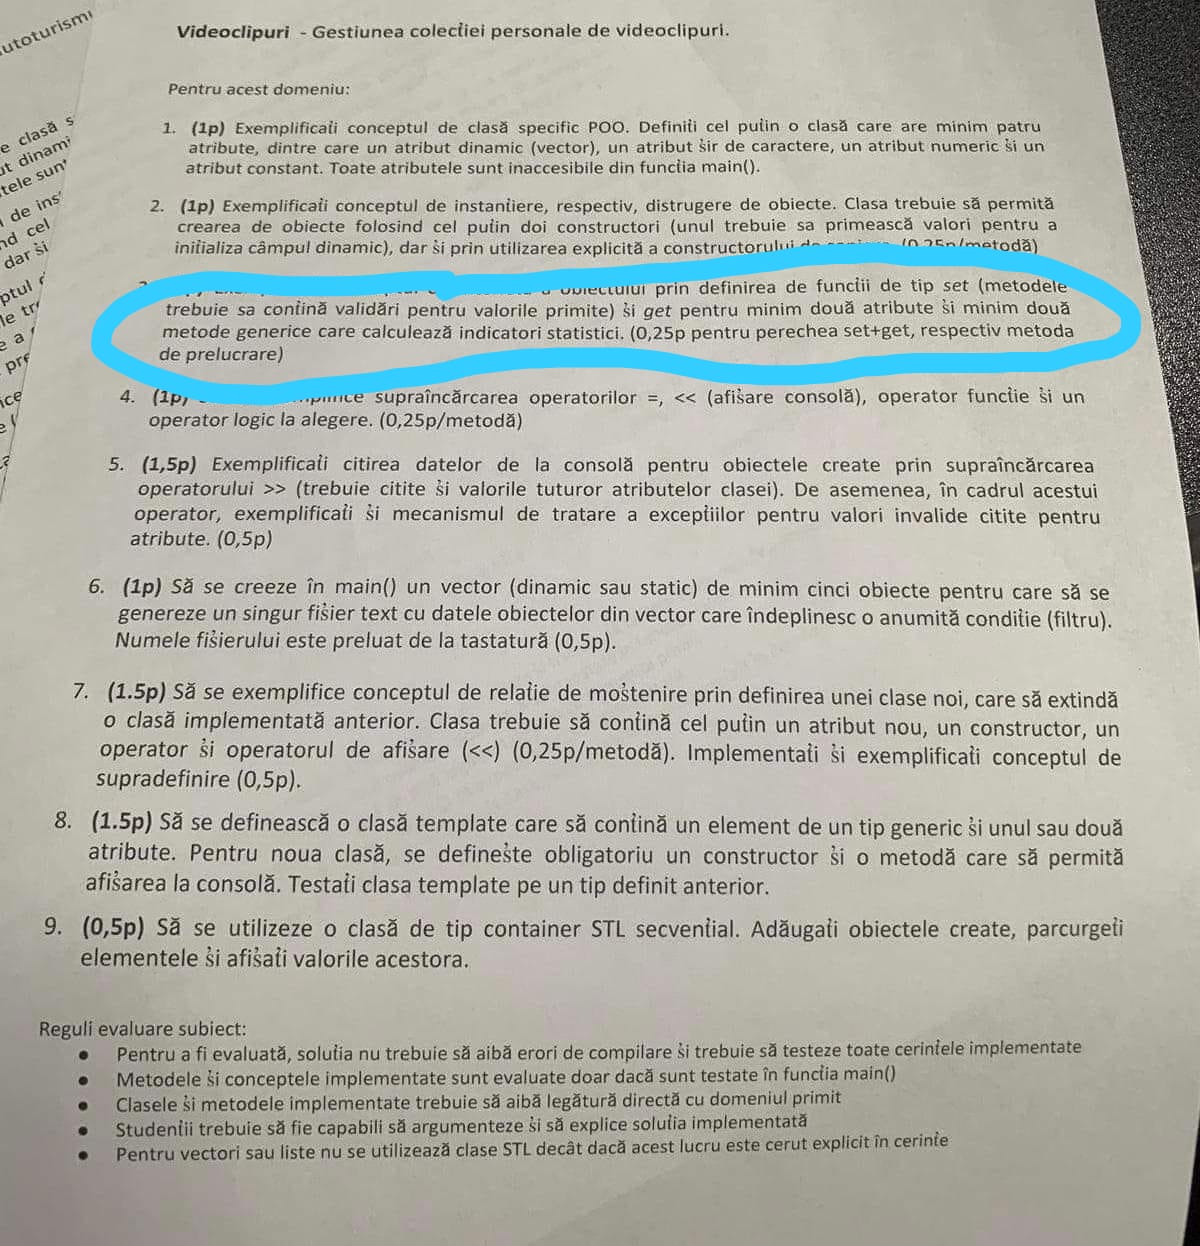 utoturism
Videoclipuri - Gestiunea colecției personale de videoclipuri.
Pentru acest domeniu:
e clasă s
ut dinami
tele sun
de ins
nd cel
dar și
1. (1p) Exemplificați conceptul de clasă specific POO. Definiți cel puțin o clasă care are minim patru
atribute, dintre care un atribut dinamic (vector), un atribut șir de caractere, un atribut numeric și un
atribut constant. Toate atributele sunt inaccesibile din funcția main().
2. (1p) Exemplificați conceptul de instanțiere, respectiv, distrugere de obiecte. Clasa trebuie să permită
crearea de obiecte folosind cel puțin doi constructori (unul trebuie sa primească valori pentru a
inițializa câmpul dinamic), dar și prin utilizarea explicită a constructorului de (0,25p/metodă)
obiectului prin definirea de funcții de tip set (metodele
trebuie sa conțină validări pentru valorile primite) și get pentru minim două atribute și minim două
metode generice care calculează indicatori statistici. (0,25p pentru perechea set+get, respectiv metoda
de prelucrare)
4. (1p) supraîncărcarea operatorilor =, << (afișare consolă), operator funcție și un
operator logic la alegere. (0,25p/metodă)
5. (1,5p) Exemplificați citirea datelor de la consolă pentru obiectele create prin supraîncărcarea
operatorului >> (trebuie citite și valorile tuturor atributelor clasei). De asemenea, în cadrul acestui
operator, exemplificați și mecanismul de tratare a excepțiilor pentru valori invalide citite pentru
atribute. (0,5p)
6. (1p) Să se creeze în main() un vector (dinamic sau static) de minim cinci obiecte pentru care să se
genereze un singur fișier text cu datele obiectelor din vector care îndeplinesc o anumită condiție (filtru).
Numele fișierului este preluat de la tastatură (0,5p).
7. (1.5p) Să se exemplifice conceptul de relație de moștenire prin definirea unei clase noi, care să extindă
o clasă implementată anterior. Clasa trebuie să conțină cel puțin un atribut nou, un constructor, un
operator și operatorul de afișare (<<) (0,25p/metodă). Implementați și exemplificați conceptul de
supradefinire (0,5p).
8. (1.5p) Să se definească o clasă template care să conțină un element de un tip generic și unul sau două
atribute. Pentru noua clasă, se definește obligatoriu un constructor și o metodă care să permită
afișarea la consolă. Testați clasa template pe un tip definit anterior.
9. (0,5p) Să se utilizeze o clasă de tip container STL secvențial. Adăugați obiectele create, parcurgeți
elementele și afișați valorile acestora.
Reguli evaluare subiect:
● Pentru a fi evaluată, soluția nu trebuie să aibă erori de compilare și trebuie să testeze toate cerințele implementate
● Metodele și conceptele implementate sunt evaluate doar dacă sunt testate în funcția main()
● Clasele și metodele implementate trebuie să aibă legătură directă cu domeniul primit
● Studenții trebuie să fie capabili să argumenteze și să explice soluția implementată
● Pentru vectori sau liste nu se utilizează clase STL decât dacă acest lucru este cerut explicit în cerințe